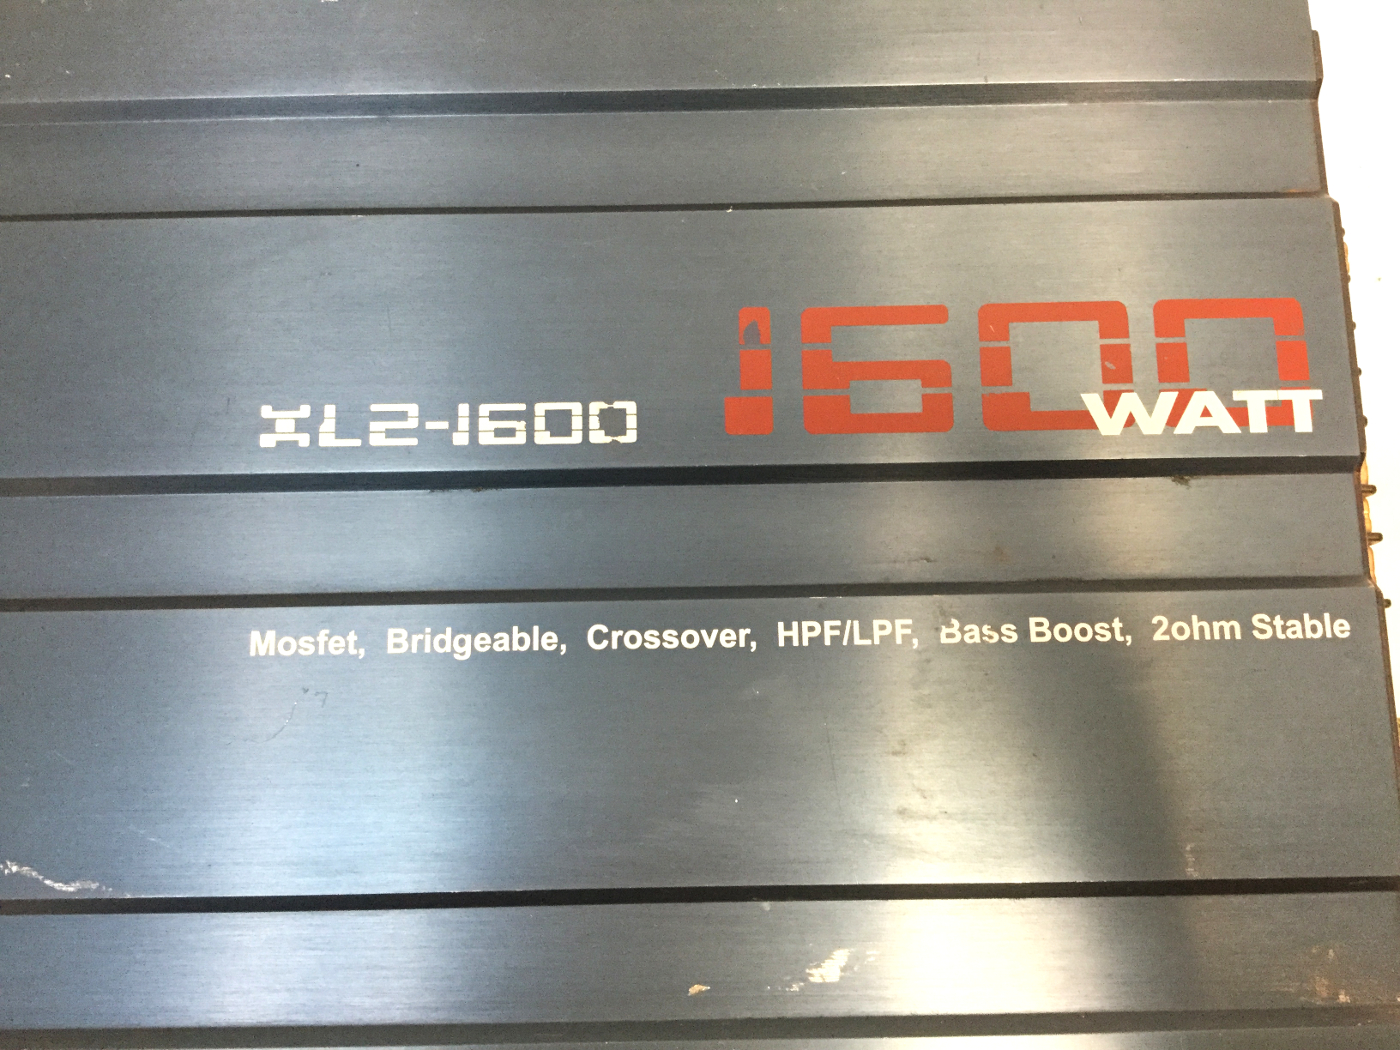 1600
WATT
XL2-1600
Mosfet, Bridgeable, Crossover, HPF/LPF, Bass Boost, 2ohm Stable